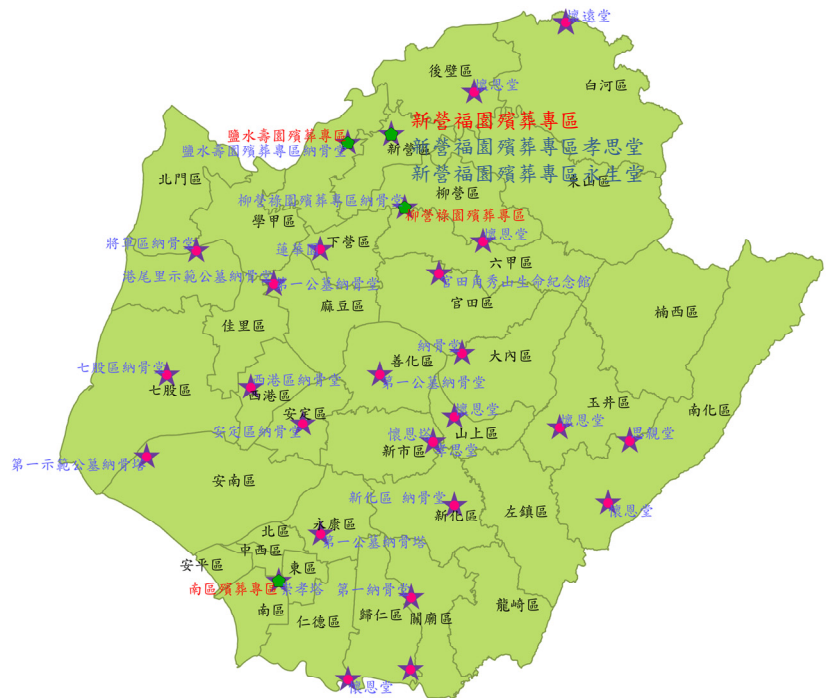 懷遠堂
後壁區
懷恩堂
白河區
新營福園殯葬專區
鹽水壽園殯葬專區
鹽水壽園殯葬專區納骨堂
新營區
新營福園殯葬專區孝思堂
新營福園殯葬專區永生堂
北門區
東山區
柳營區
柳營祿園殯葬專區納骨堂
柳營祿園殯葬專區
學甲區
下營區
懷恩堂
將軍區納骨堂
六甲區
港尾里示範公墓納骨堂
第一公墓納骨堂
官田角秀山生命紀念館
麻豆區
官田區
楠西區
佳里區
納骨堂
善化區
大內區
七股區納骨堂
西港區納骨堂
第一公墓納骨堂
七股區
西港區
玉井區
南化區
安定區
懷恩堂
懷恩堂
安定區納骨堂
懷恩塔
山上區
思親堂
新市區
孝思堂
第一示範公墓納骨塔
安南區
新化區 納骨堂
懷恩堂
新化區
左鎮區
永康區
北區
第一公墓納骨塔
中西區
安平區
東區
南區殯葬專區
崇孝塔
第一納骨堂
南區
仁德區
歸仁區
關廟區
龍崎區
懷恩堂